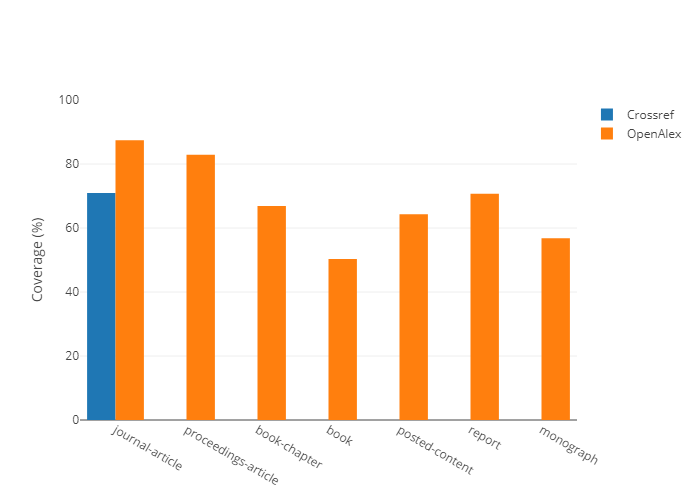 100
80
60
40
20
0
Coverage (%)
journal-article
proceedings-article
book-chapter
book
posted-content
report
monograph
Crossref
OpenAlex